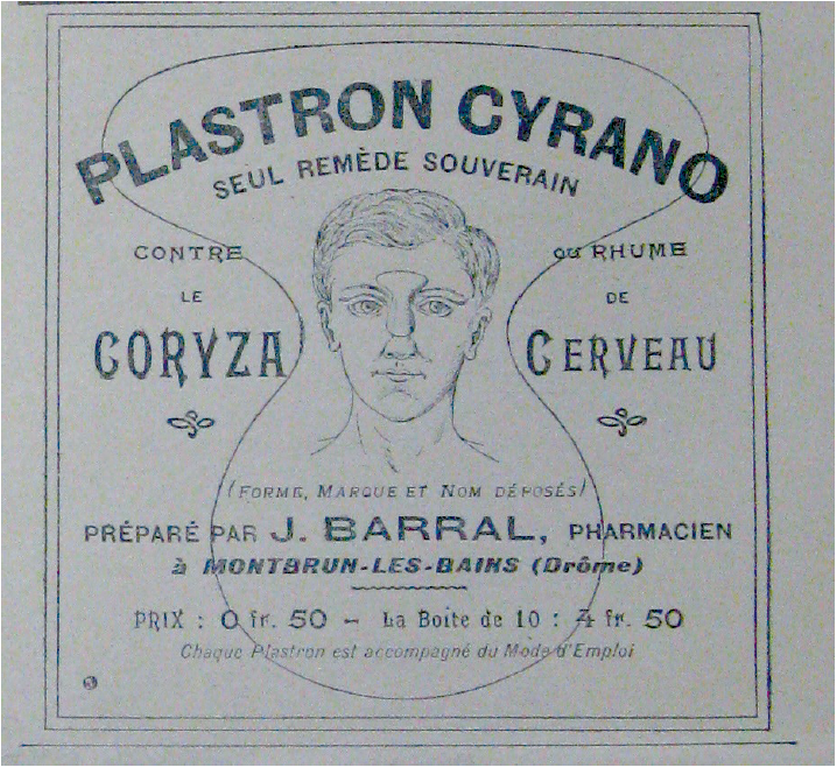 PLASTRON CYRANO
SEUL REMÈDE SOUVERAIN
CONTRE
LE
CORYZA
OU RHUME
DE
CERVEAU
(FORME, MARQUE ET NOM DÉPOSÉS)
PRÉPARÉ PAR J. BARRAL, PHARMACIEN
à MONTBRUN-LES-BAINS (Drôme)
PRIX : 0 fr. 50 – La Boite de 10 : 4 fr. 50
Chaque Plastron est accompagné du Mode d'Emploi